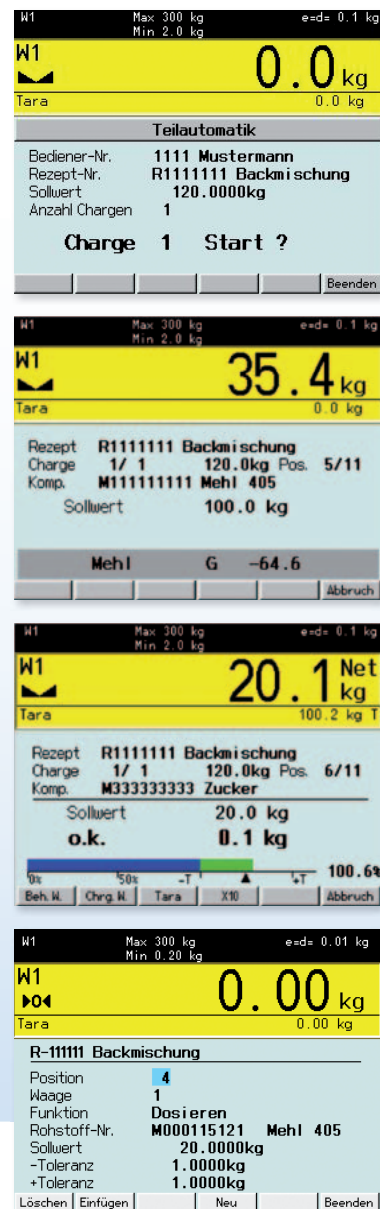 W1 Max 300 kg e=d= 0.1 kg
Min 2.0 kg
W1
0.0 kg
Tara 0.0 kg
Teilautomatik
Bediener-Nr. 1111 Mustermann
Rezept-Nr. R1111111 Backmischung
Sollwert 120.0000kg
Anzahl Chargen 1
Charge 1 Start ?
Beenden
W1 Max 300 kg e=d= 0.1 kg
Min 2.0 kg
W1
35.4 kg
Tara 0.0 kg
Rezept R1111111 Backmischung
Charge 1/ 1 120.0kg Pos. 5/11
Komp. M111111111 Mehl 405
Sollwert 100.0 kg
Mehl G -64.6
Abbruch
W1 Max 300 kg e=d= 0.1 kg
Min 2.0 kg
W1
20.1 Net kg
Tara 100.2 kg T
Rezept R1111111 Backmischung
Charge 1/ 1 120.0kg Pos. 6/11
Komp. M333333333 Zucker
Sollwert 20.0 kg
o.k. 0.1 kg
100.6%
0% 50% -T ▲ +T
Beh.W. Chrg.W. Tara X10 Abbruch
W1 Max 300 kg e=d= 0.01 kg
Min 0.20 kg
W1
0.00 kg
Tara 0.00 kg
R-111111 Backmischung
Position 4
Waage 1
Funktion Dosieren
Rohstoff-Nr. M000115121 Mehl 405
Sollwert 20.0000kg
-Toleranz 1.0000kg
+Toleranz 1.0000kg
Löschen Einfügen Neu Beenden